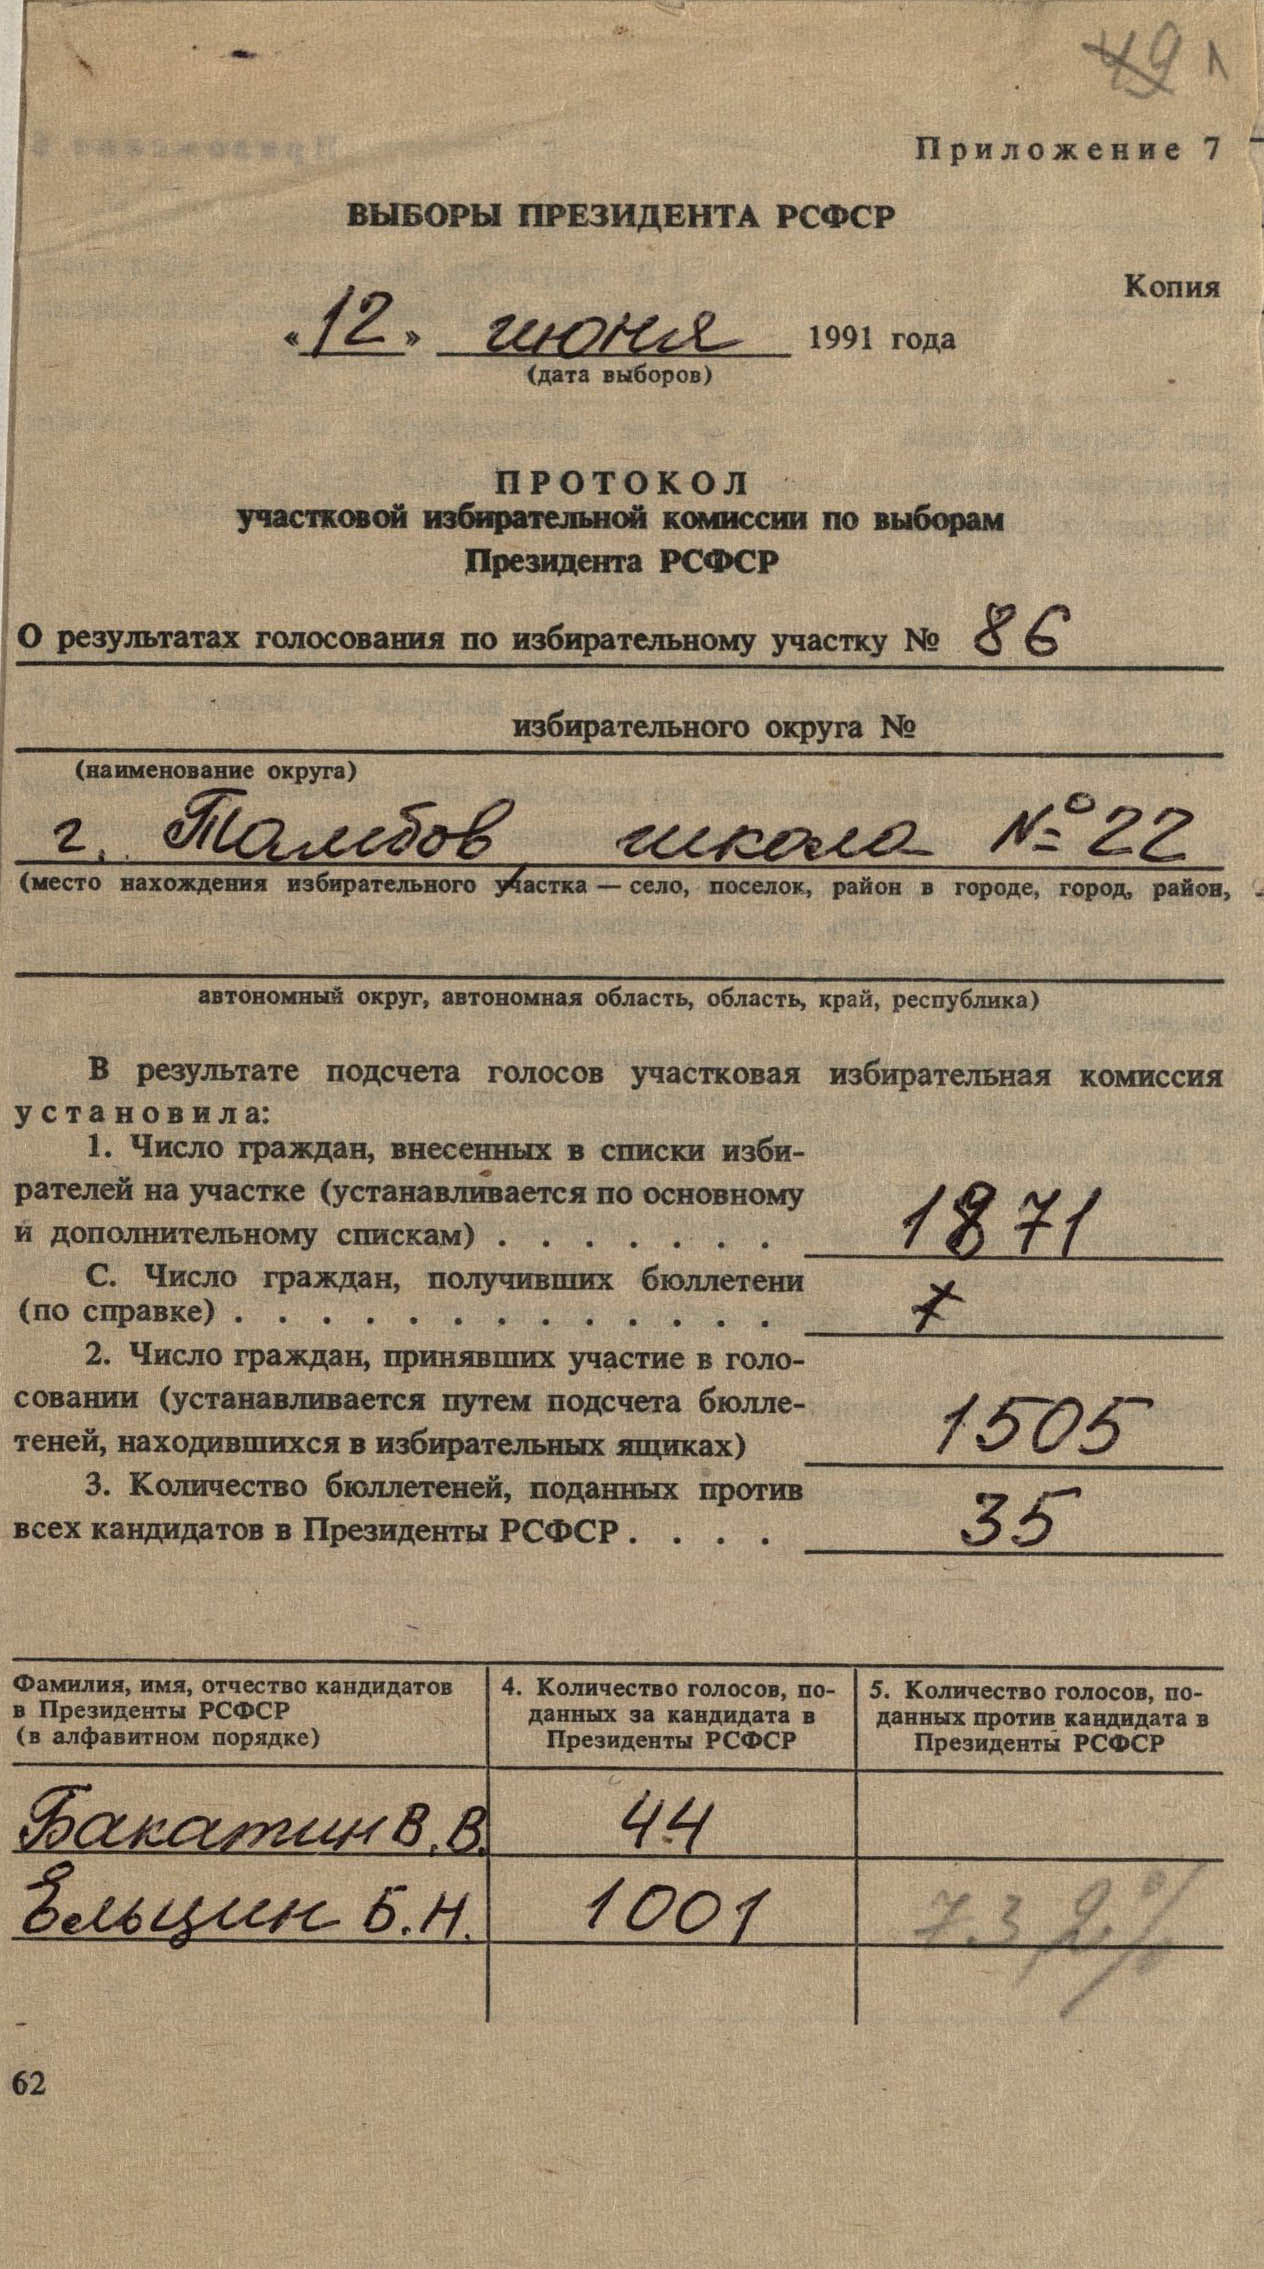 49 л
Приложение 7
ВЫБОРЫ ПРЕЗИДЕНТА РСФСР
Копия
«12» июня 1991 года
(дата выборов)
ПРОТОКОЛ
участковой избирательной комиссии по выборам
Президента РСФСР
О результатах голосования по избирательному участку № 86
избирательного округа №
(наименование округа)
г. Тамбов школа № 22
(место нахождения избирательного участка — село, поселок, район в городе, город, район,
автономный округ, автономная область, область, край, республика)
В результате подсчета голосов участковая избирательная комиссия
установила:
1. Число граждан, внесенных в списки изби-
рателей на участке (устанавливается по основному
и дополнительному спискам) . . . . . . . 1871
С. Число граждан, получивших бюллетени
(по справке) . . . . . . . . . . . . . 7
2. Число граждан, принявших участие в голо-
совании (устанавливается путем подсчета бюлле-
теней, находившихся в избирательных ящиках) 1505
3. Количество бюллетеней, поданных против
всех кандидатов в Президенты РСФСР . . . . 35
Фамилия, имя, отчество кандидатов
в Президенты РСФСР
(в алфавитном порядке)
4. Количество голосов, по-
данных за кандидата в
Президенты РСФСР
5. Количество голосов, по-
данных против кандидата в
Президенты РСФСР
Бакатин В.В. 44
Ельцин Б.Н. 1001
62